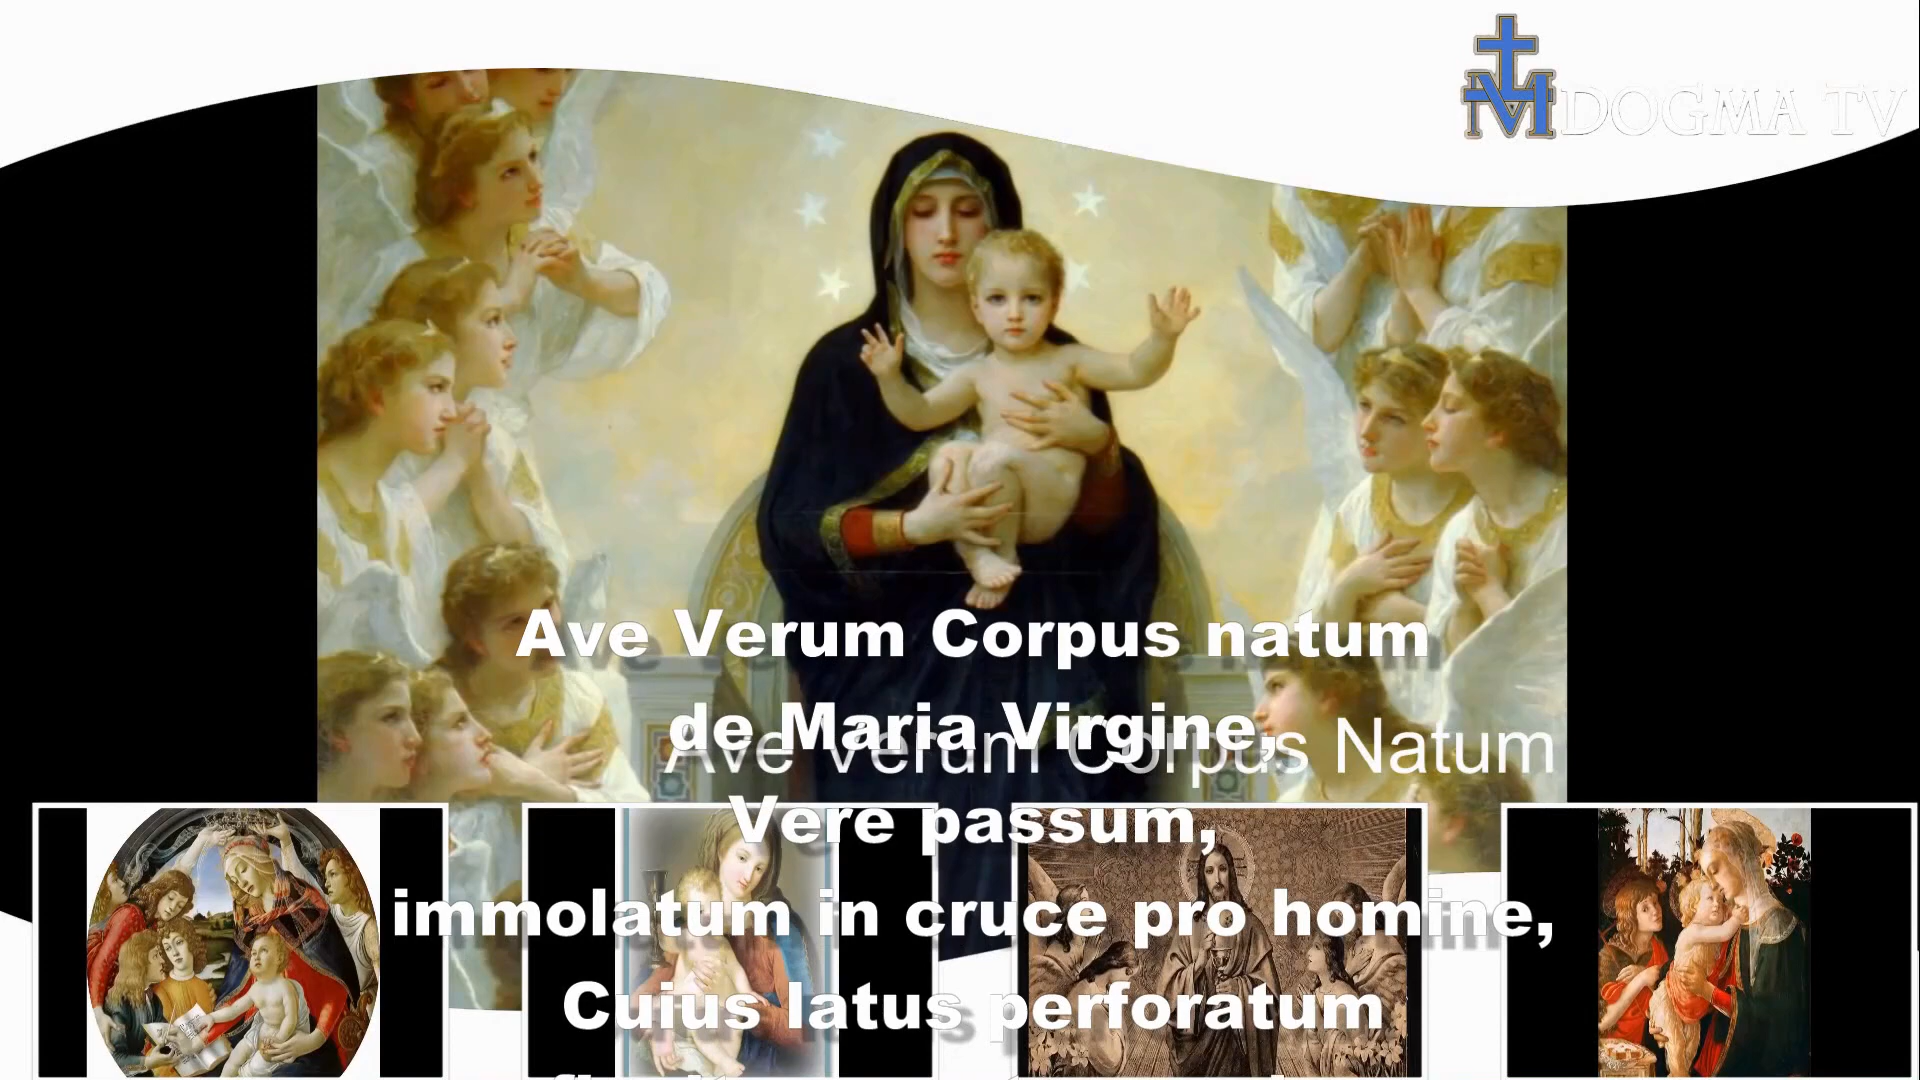 DOGMA TV
Ave Verum Corpus natum
de Maria Virgine,
Ave Verum Corpus Natum
Vere passum,
immolatum in cruce pro homine,
Cuius latus perforatum